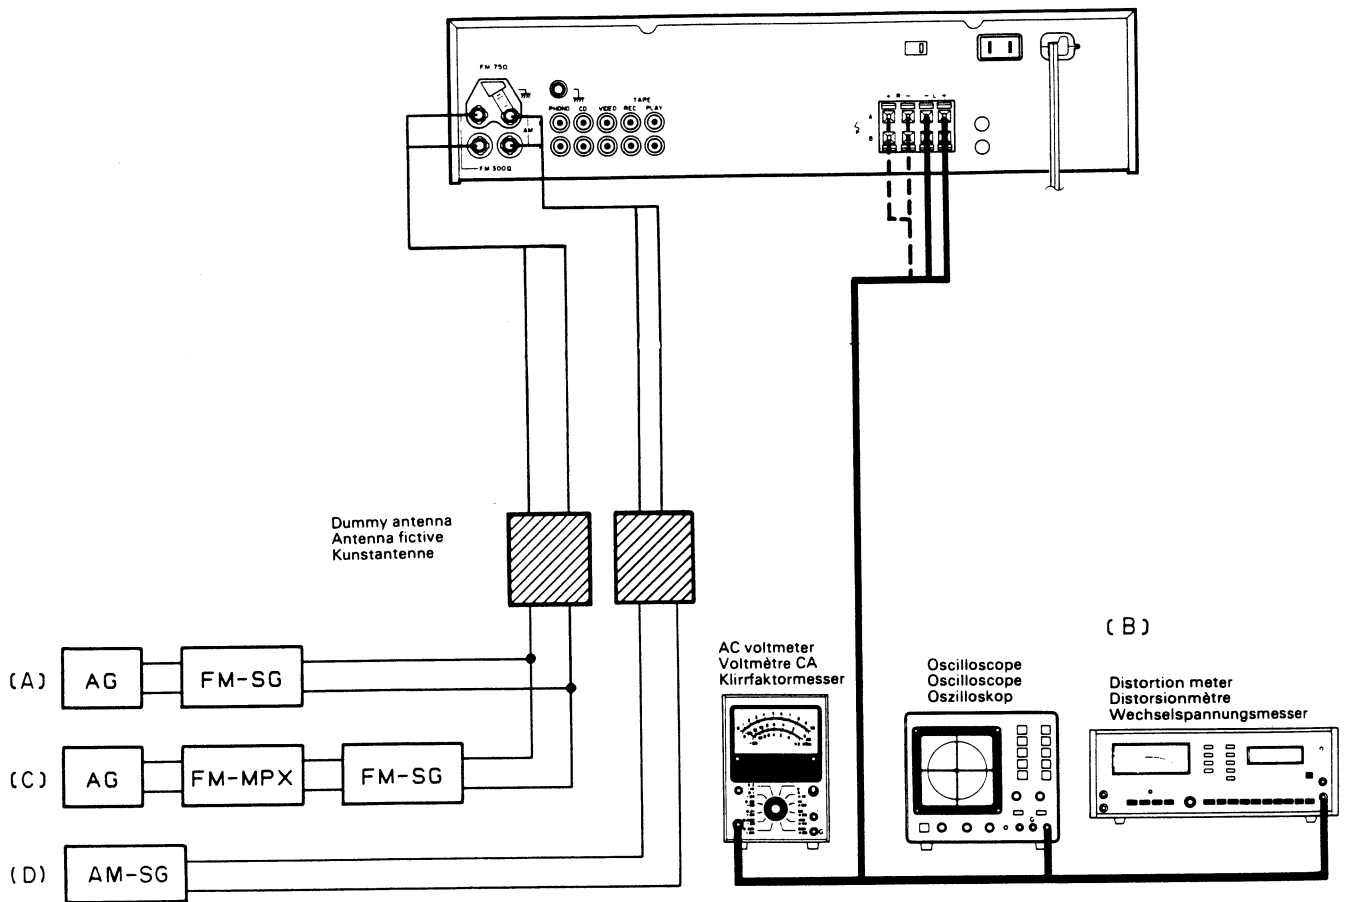 FM 75Ω
TAPE
PHONO CD VIDEO REC PLAY
AM
FM 300Ω
+ R − − L +
A
B
Dummy antenna
Antenna fictive
Kunstantenne
(A) AG FM-SG
(C) AG FM-MPX FM-SG
(D) AM-SG
(B)
AC voltmeter
Voltmètre CA
Klirrfaktormesser
Oscilloscope
Oscilloscope
Oszilloskop
Distortion meter
Distorsionmètre
Wechselspannungsmesser
G
G